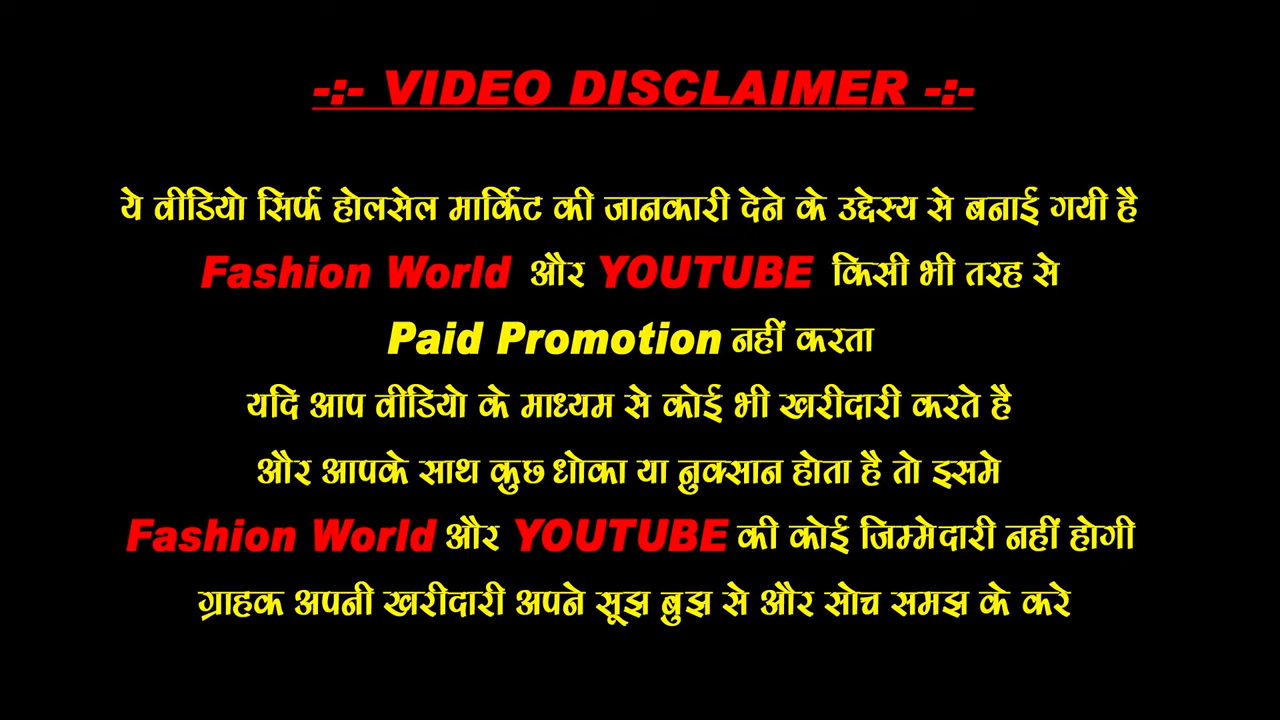 -:- VIDEO DISCLAIMER -:-
ये वीडियो सिर्फ होलसेल मार्किट की जानकारी देने के उद्देस्य से बनाई गयी है
Fashion World और YOUTUBE किसी भी तरह से
Paid Promotion नहीं करता
यदि आप वीडियो के माध्यम से कोई भी खरीदारी करते है
और आपके साथ कुछ धोका या नुक्सान होता है तो इसमे
Fashion World और YOUTUBE की कोई जिम्मेदारी नहीं होगी
ग्राहक अपनी खरीदारी अपने सूझ बुझ से और सोच समझ के करे